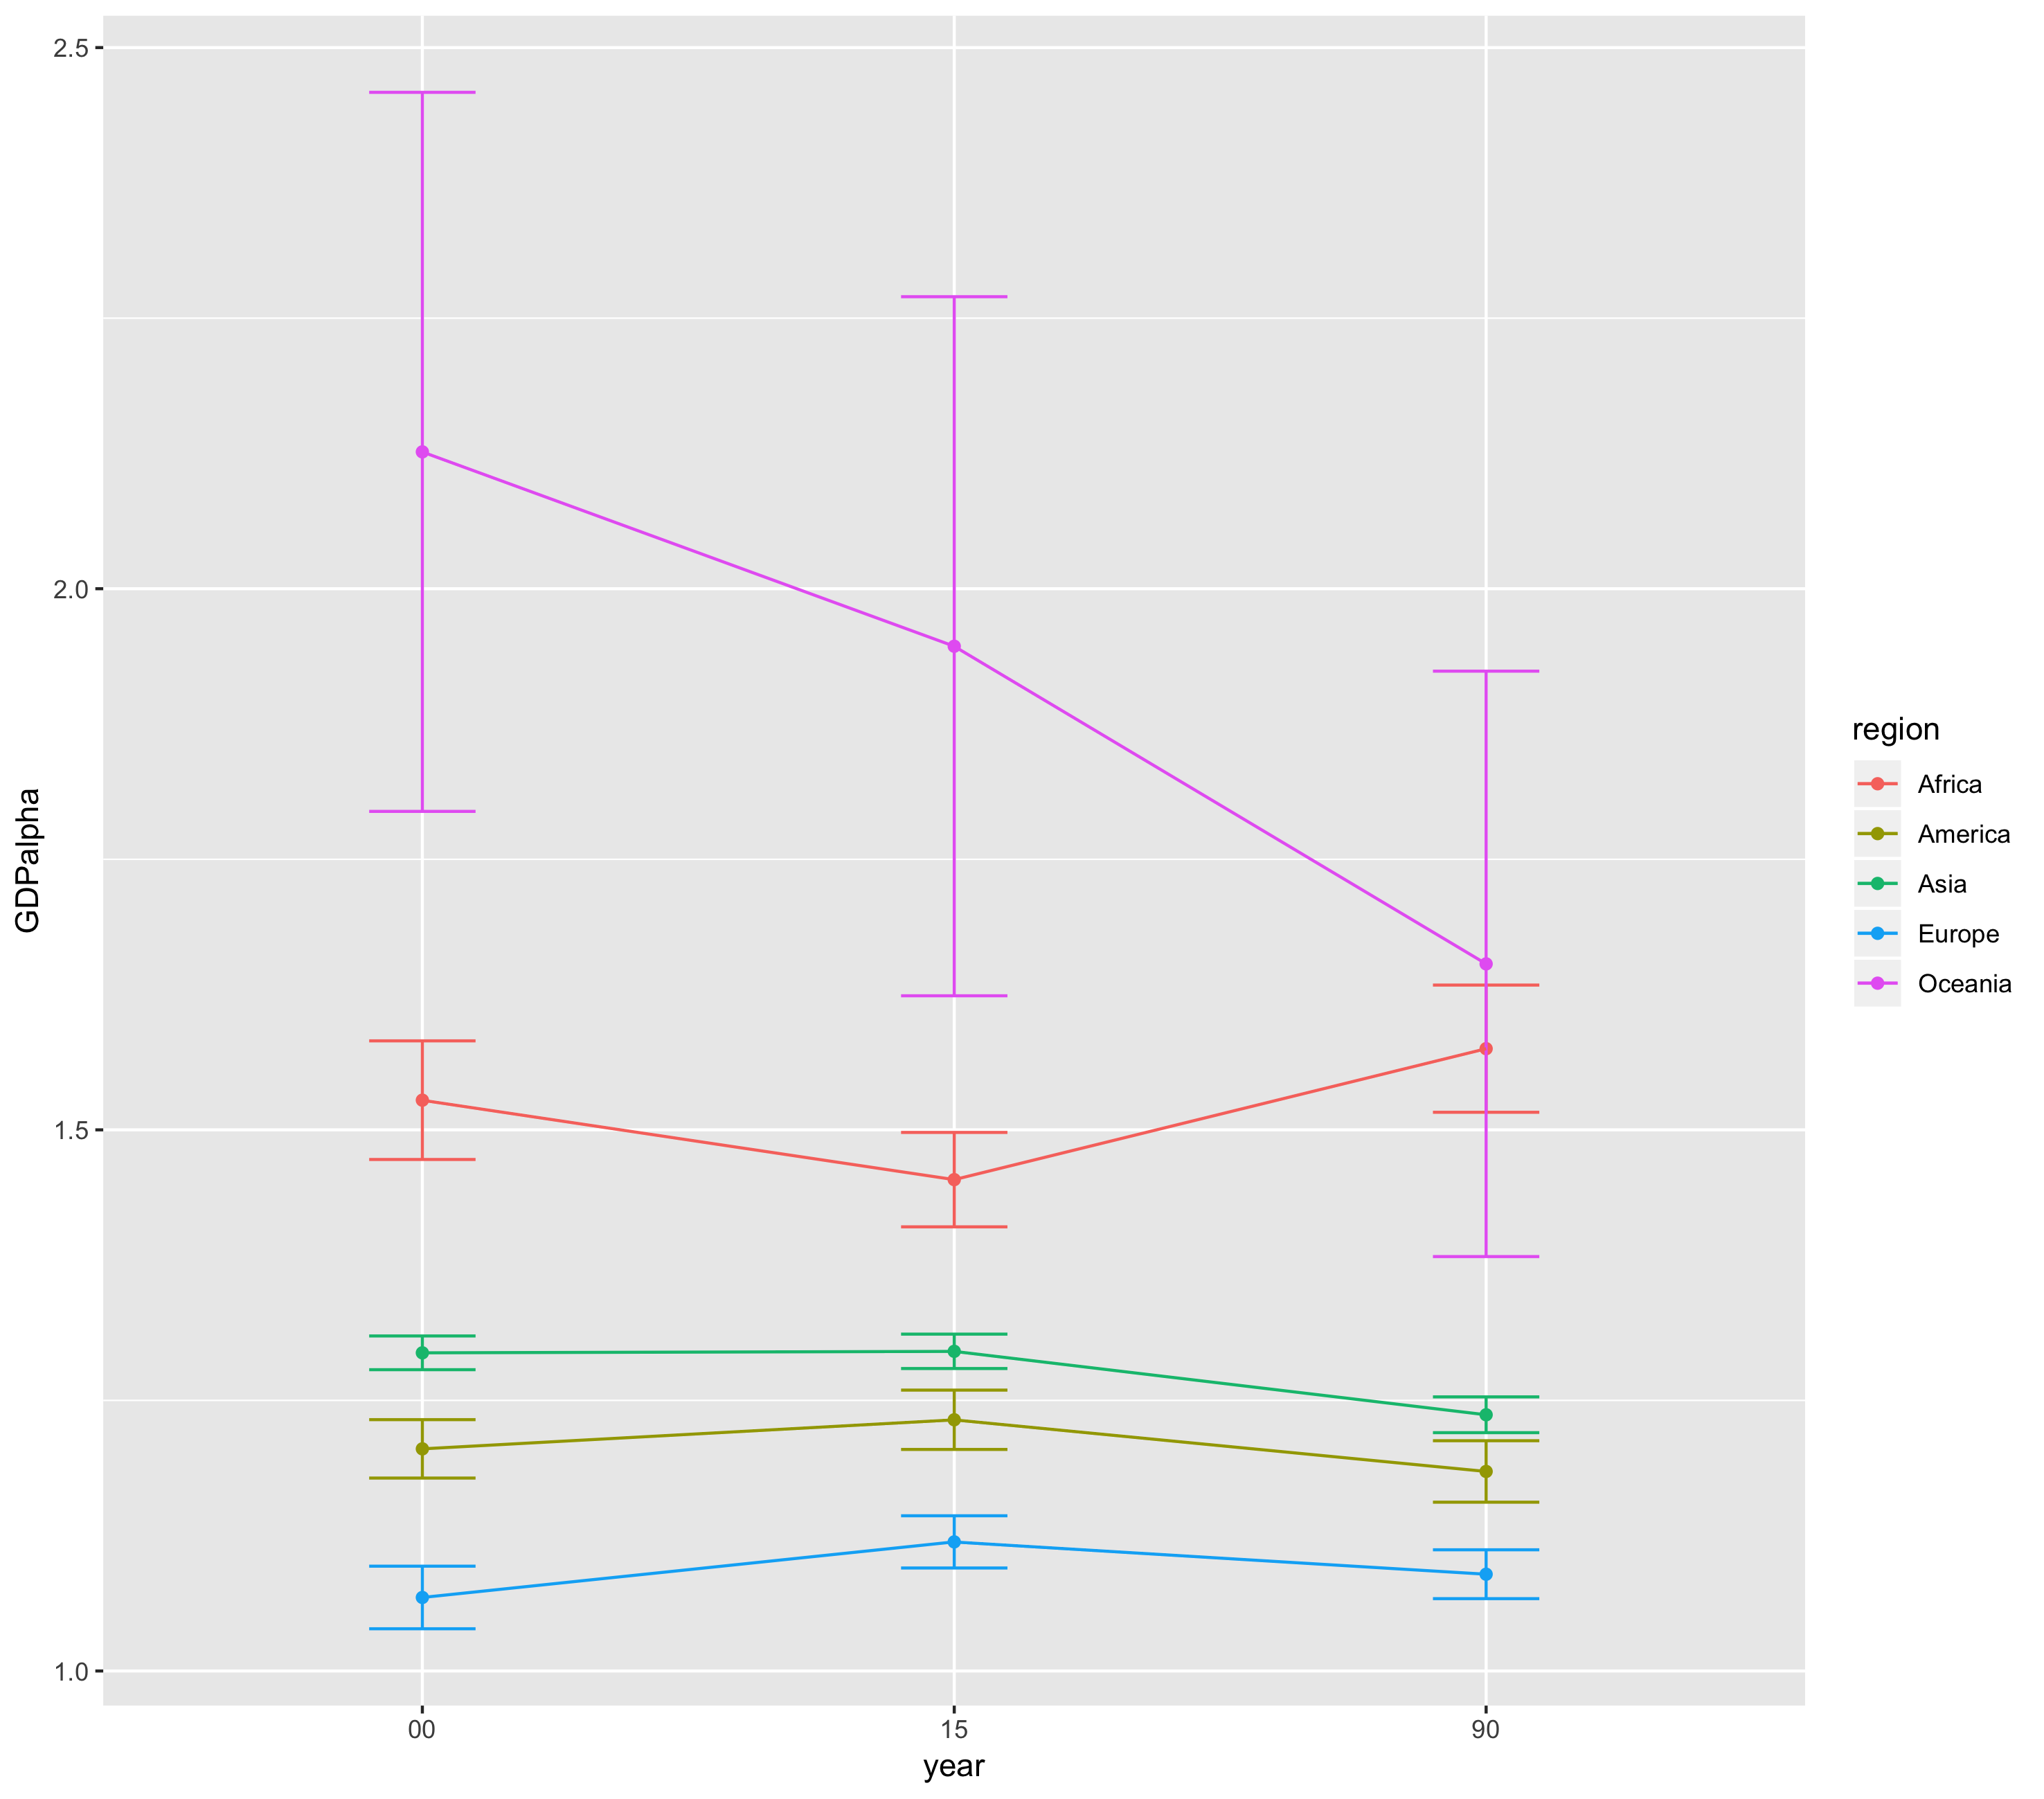 2.5
2.0
1.5
1.0
GDPalpha
00 15 90
year
region
Africa
America
Asia
Europe
Oceania